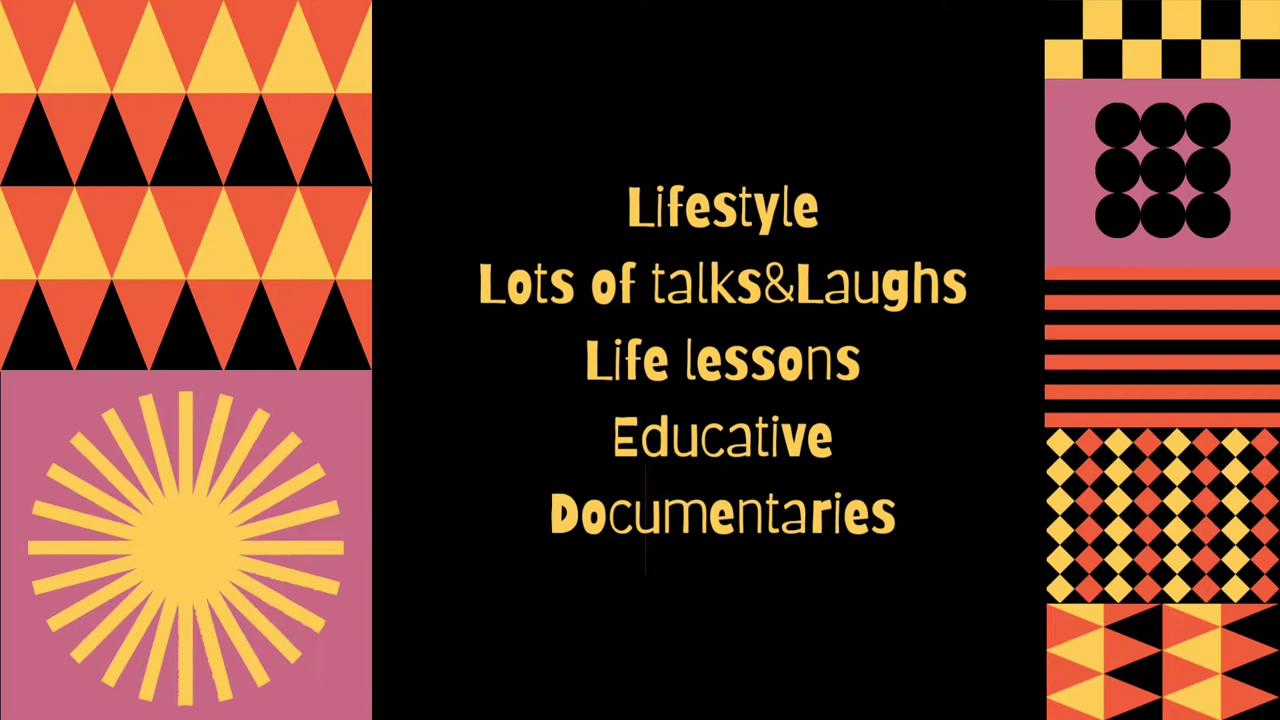 Lifestyle
Lots of talks&Laughs
Life lessons
Educative
Documentaries